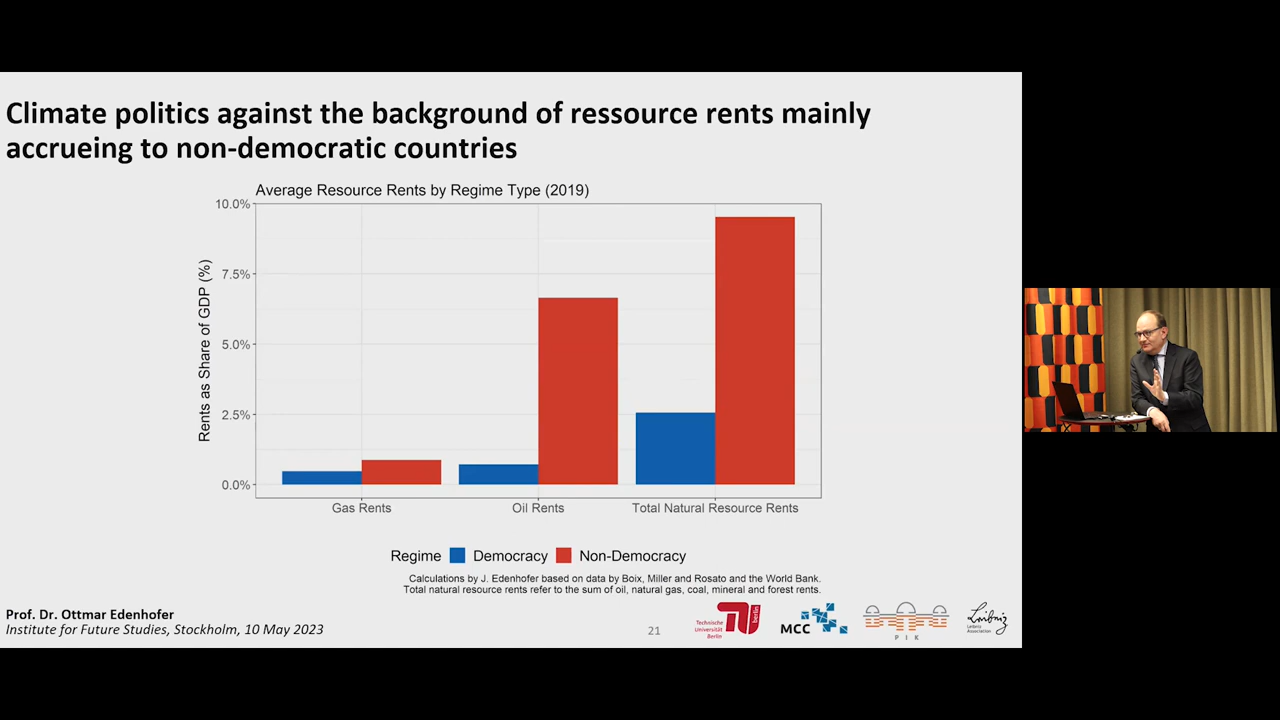 Climate politics against the background of ressource rents mainly
accrueing to non-democratic countries
Average Resource Rents by Regime Type (2019)
Rents as Share of GDP (%)
10.0%
7.5%
5.0%
2.5%
0.0%
Gas Rents
Oil Rents
Total Natural Resource Rents
Regime
Democracy
Non-Democracy
Calculations by J. Edenhofer based on data by Boix, Miller and Rosato and the World Bank.
Total natural resource rents refer to the sum of oil, natural gas, coal, mineral and forest rents.
Prof. Dr. Ottmar Edenhofer
Institute for Future Studies, Stockholm, 10 May 2023
21
Technische
Universität
Berlin
berlin
MCC
PIK
Leibniz
Leibniz
Association